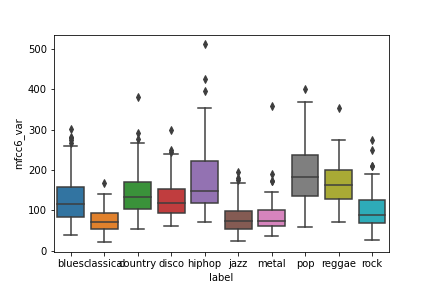 500
400
300
200
100
0
mfcc6_var
blues classical country disco hiphop jazz metal pop reggae rock
label